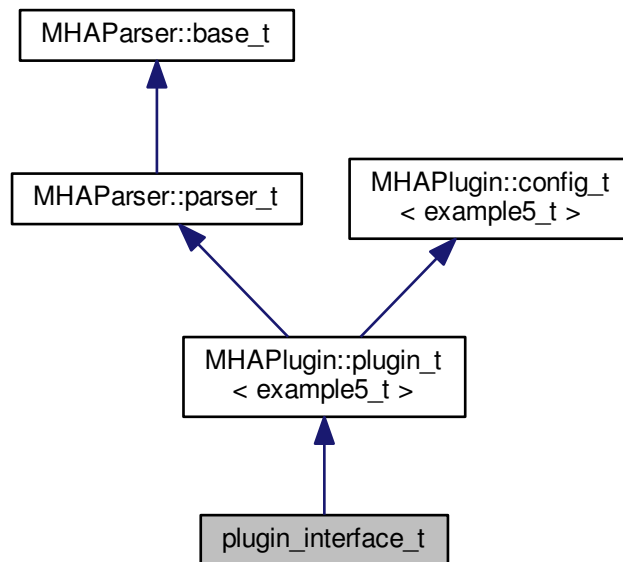 MHAParser::base_t
MHAParser::parser_t
MHAPlugin::config_t
< example5_t >
MHAPlugin::plugin_t
< example5_t >
plugin_interface_t